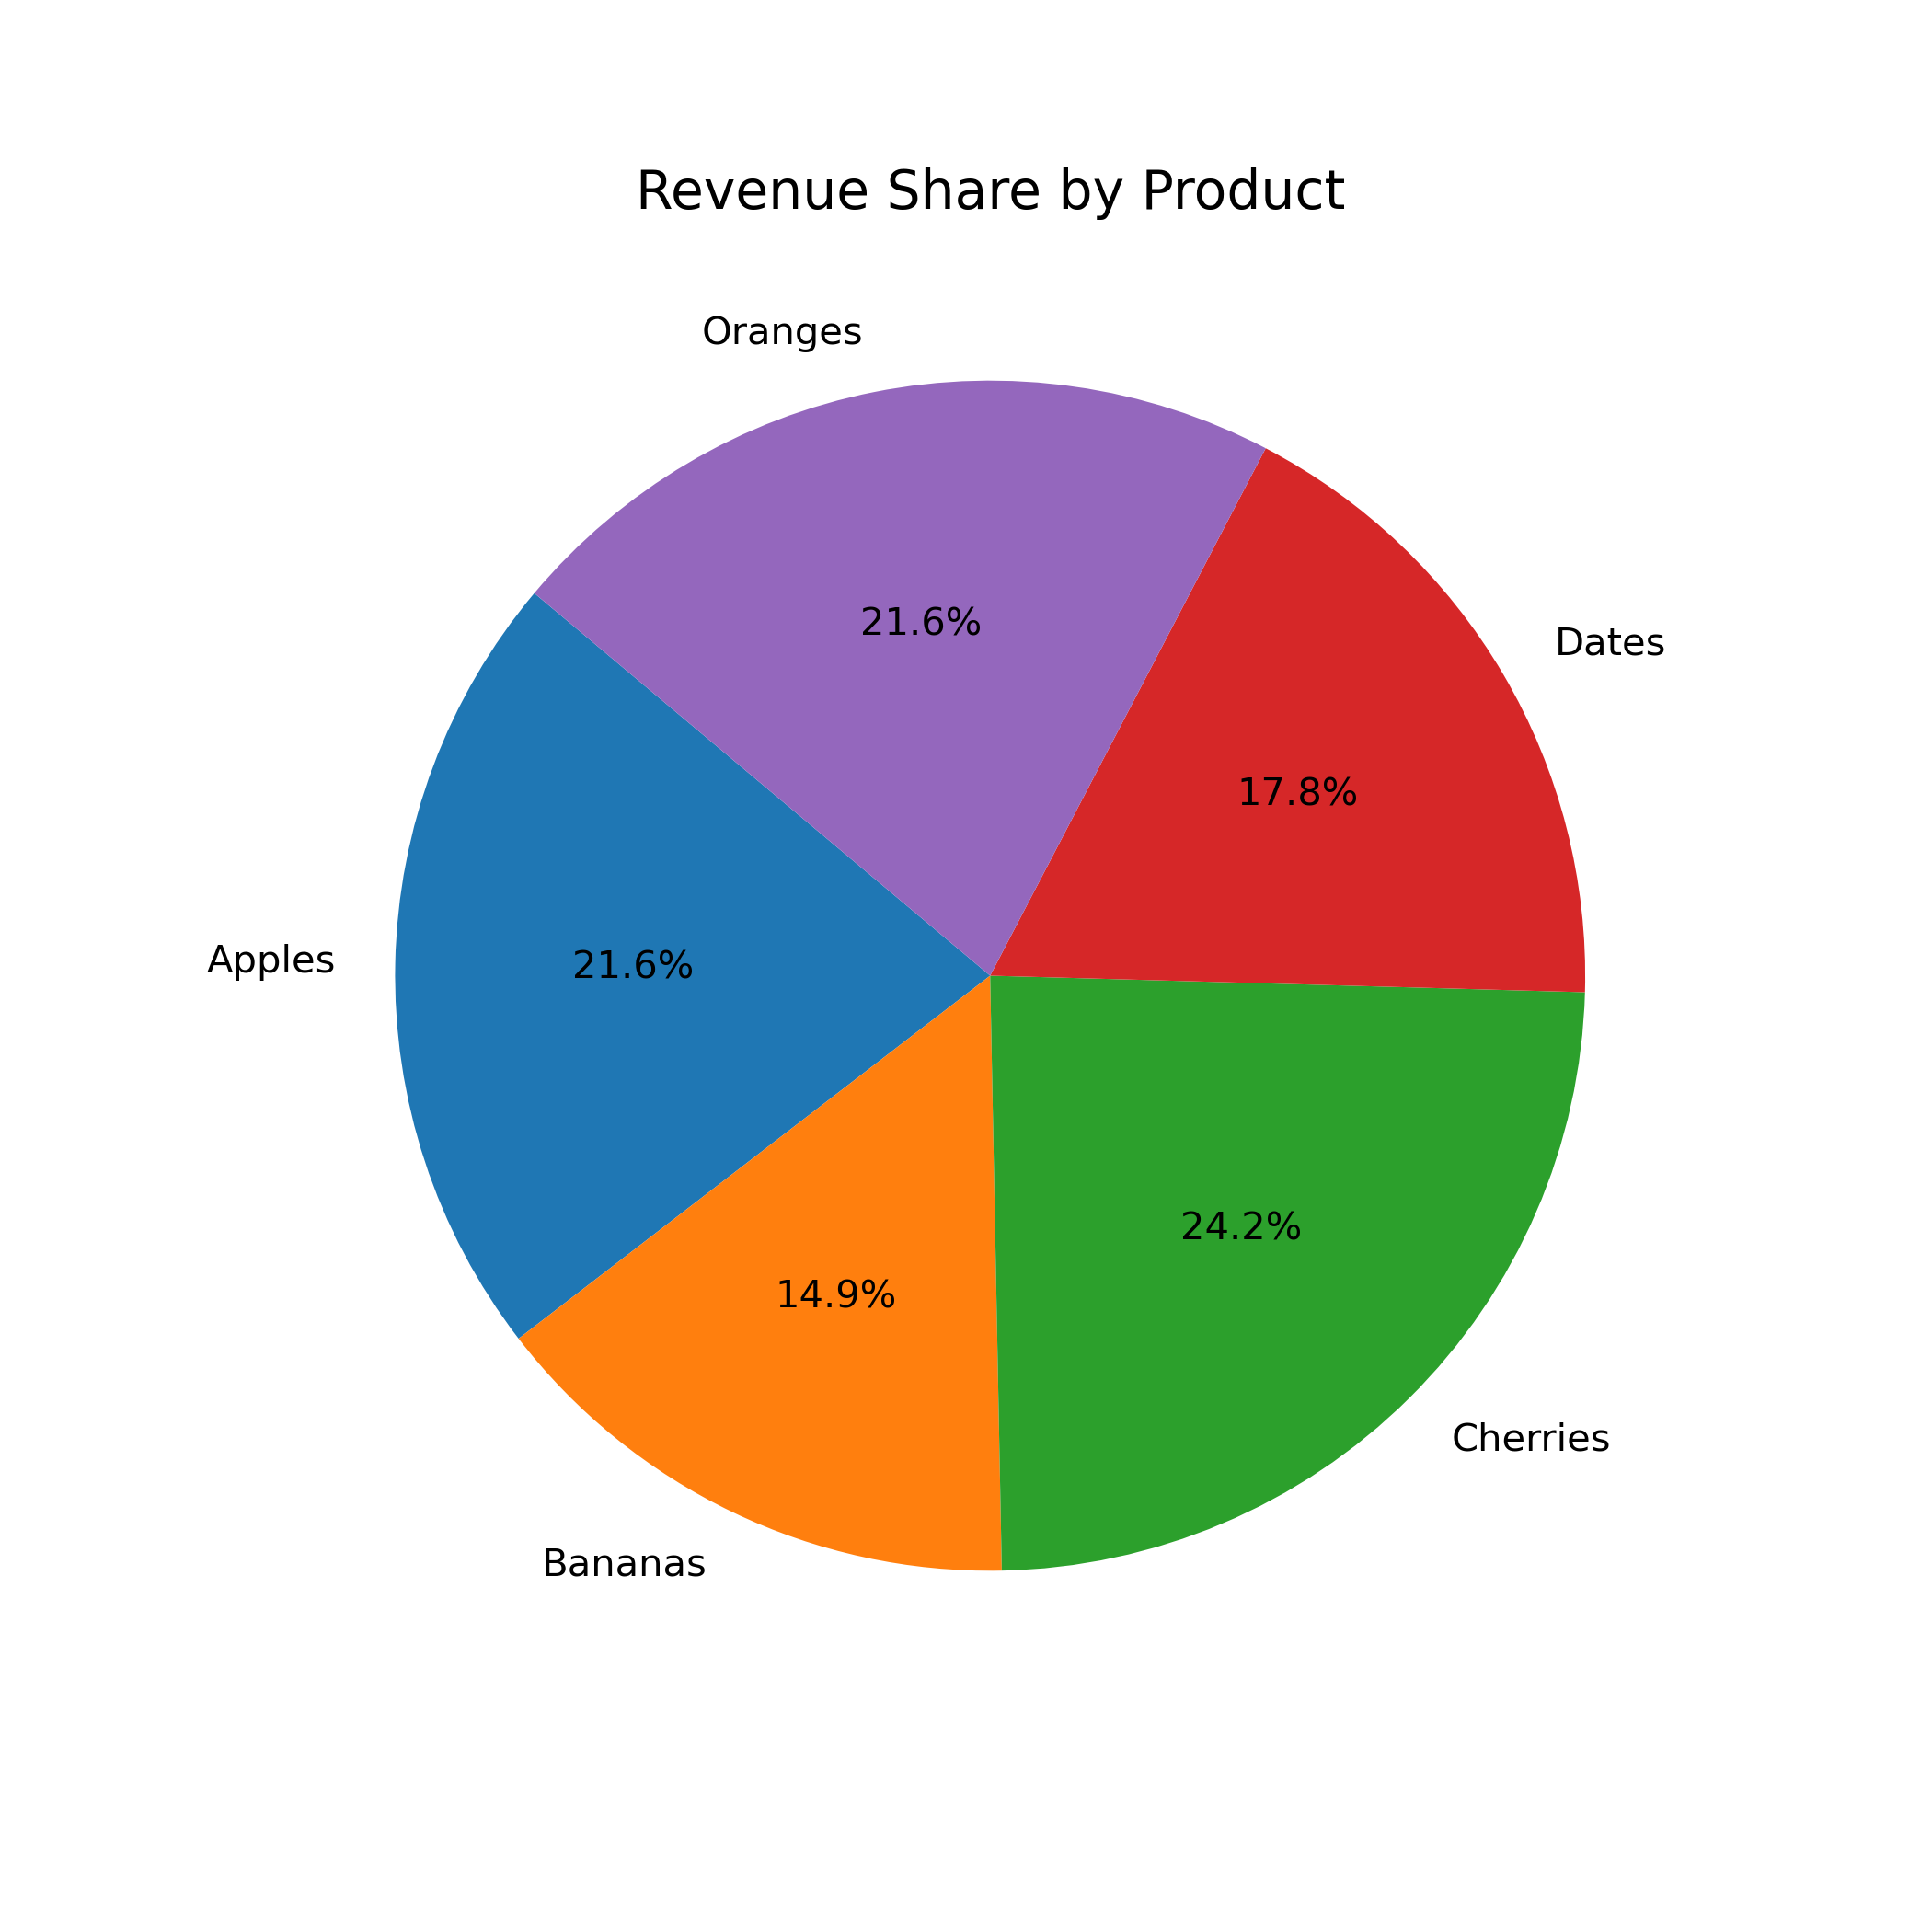 Revenue Share by Product
Oranges
21.6%
Dates
17.8%
Apples
21.6%
24.2%
14.9%
Cherries
Bananas